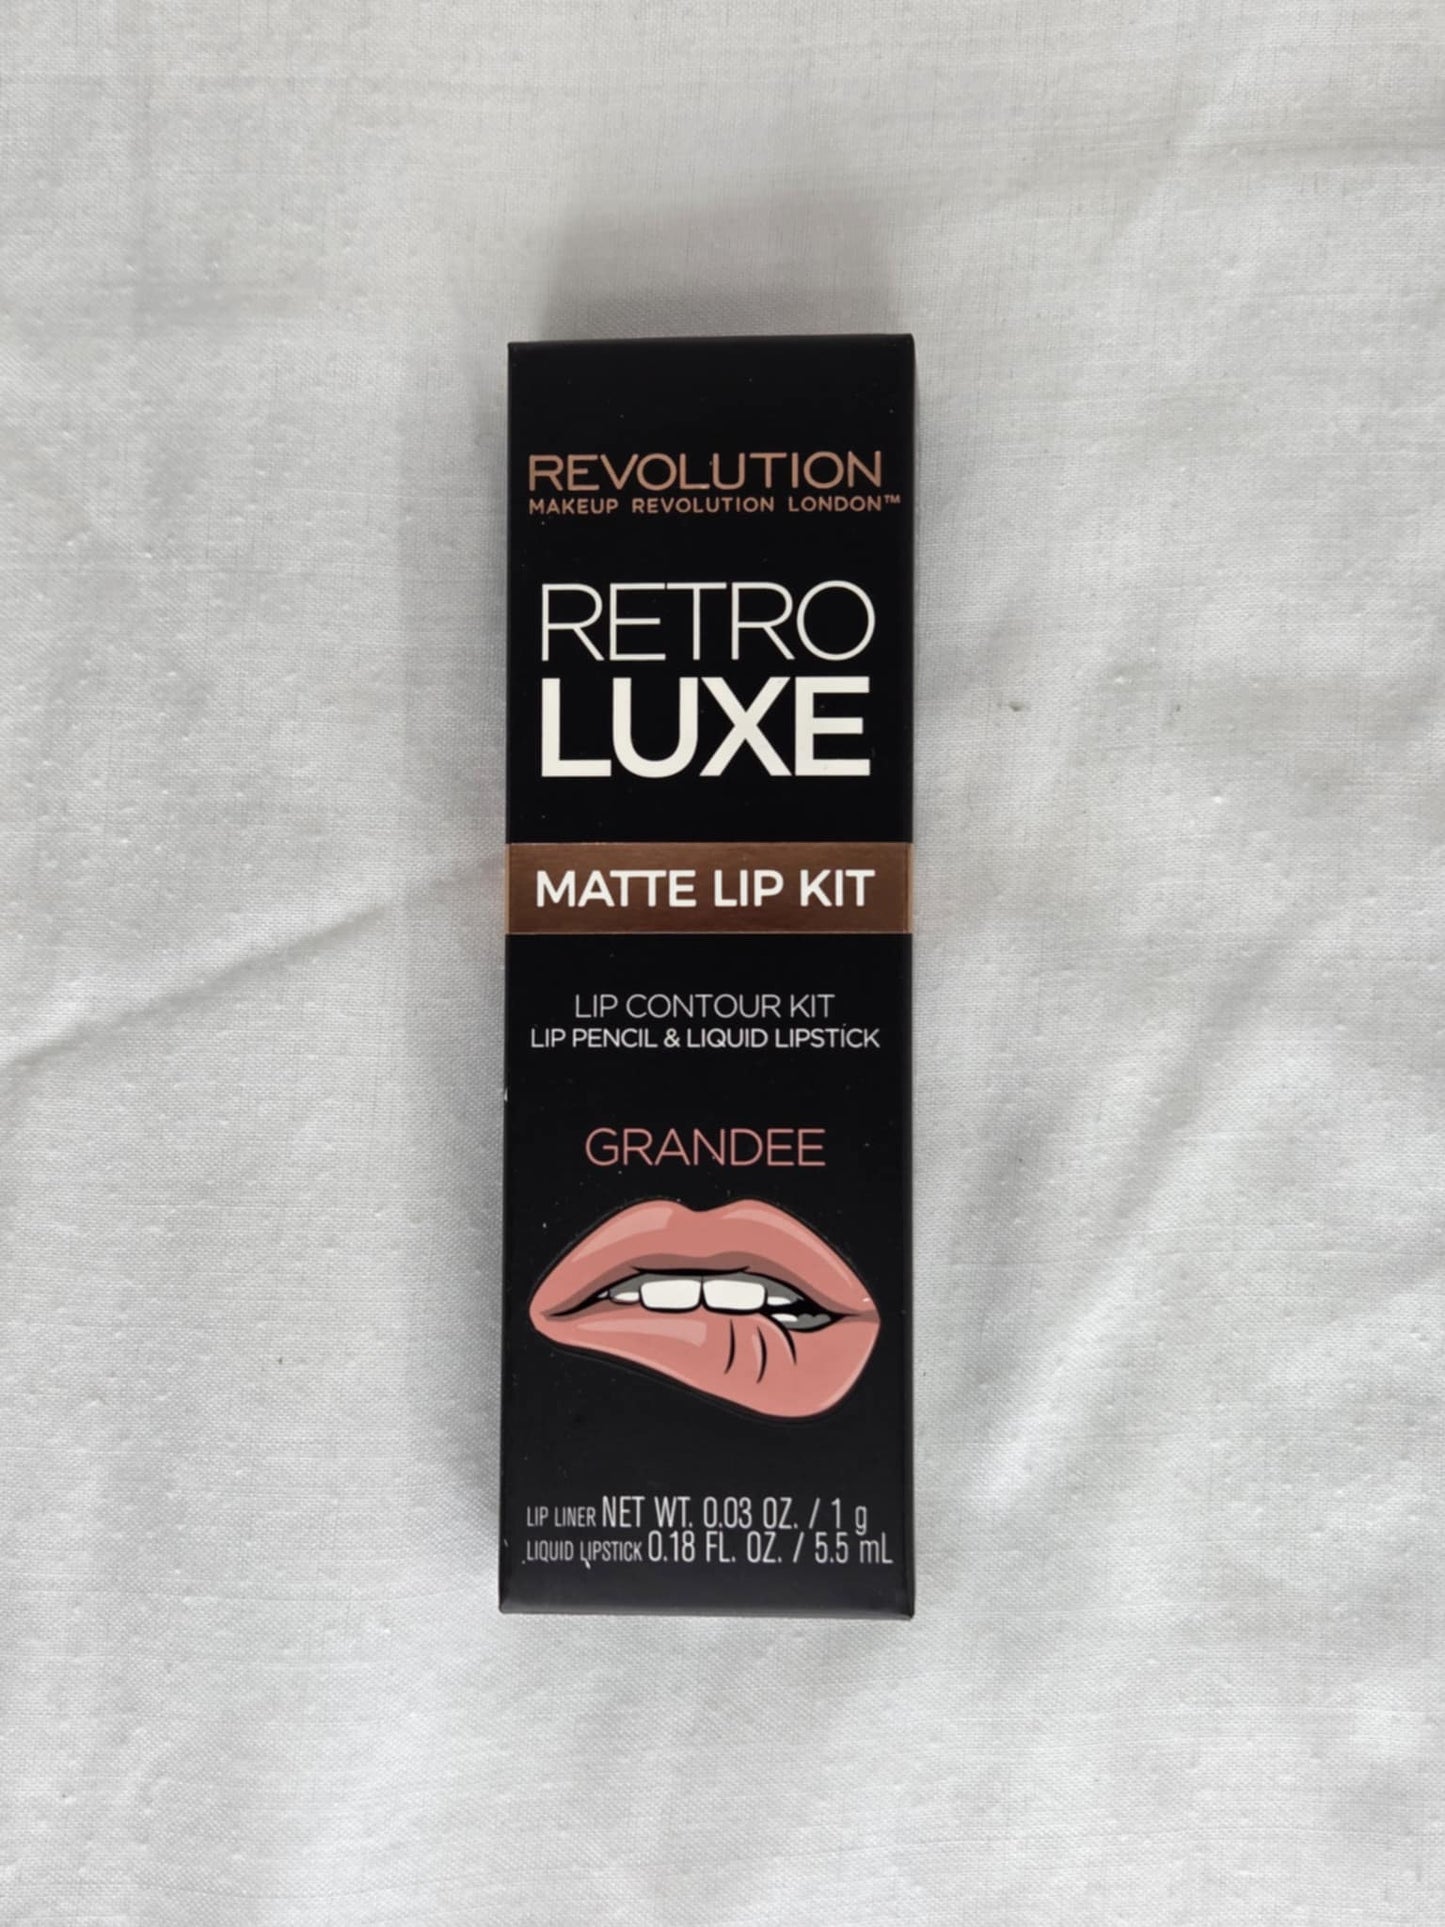 REVOLUTION
MAKEUP REVOLUTION LONDON™
RETRO
LUXE
MATTE LIP KIT
LIP CONTOUR KIT
LIP PENCIL & LIQUID LIPSTICK
GRANDEE
LIP LINER NET WT. 0.03 OZ. / 1 g
LIQUID LIPSTICK 0.18 FL. OZ. / 5.5 mL